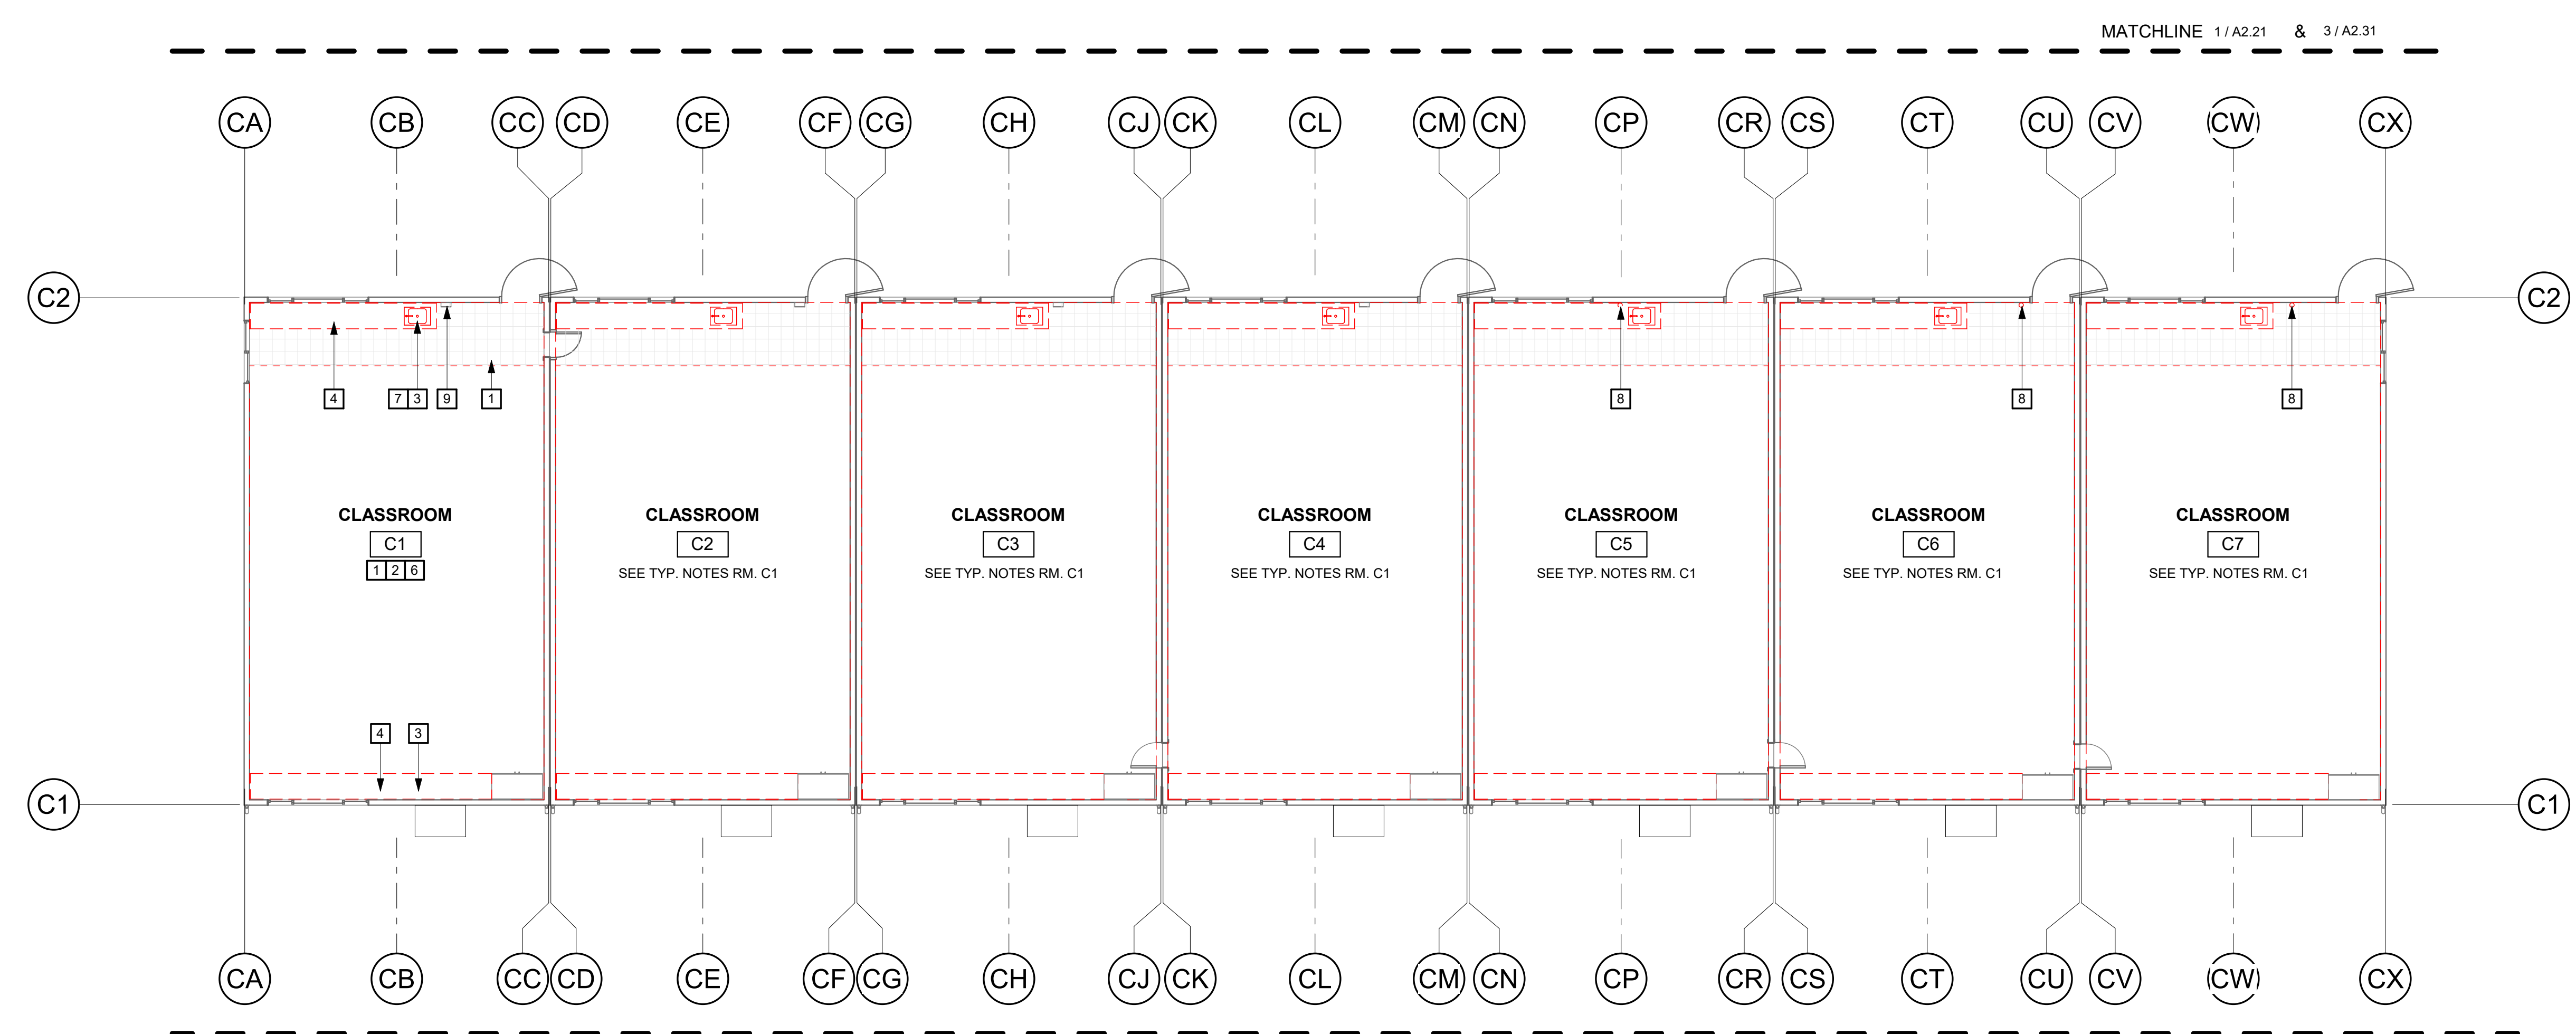 MATCHLINE 1 / A2.21 & 3 / A2.31
CA CB CC CD CE CF CG CH CJ CK CL CM CN CP CR CS CT CU CV CW CX
C2 C2
4 7 3 9 1 8 8 8
CLASSROOM CLASSROOM CLASSROOM CLASSROOM CLASSROOM CLASSROOM CLASSROOM
C1 C2 C3 C4 C5 C6 C7
1 2 6 SEE TYP. NOTES RM. C1 SEE TYP. NOTES RM. C1 SEE TYP. NOTES RM. C1 SEE TYP. NOTES RM. C1 SEE TYP. NOTES RM. C1 SEE TYP. NOTES RM. C1
4 3
C1 C1
CA CB CC CD CE CF CG CH CJ CK CL CM CN CP CR CS CT CU CV CW CX